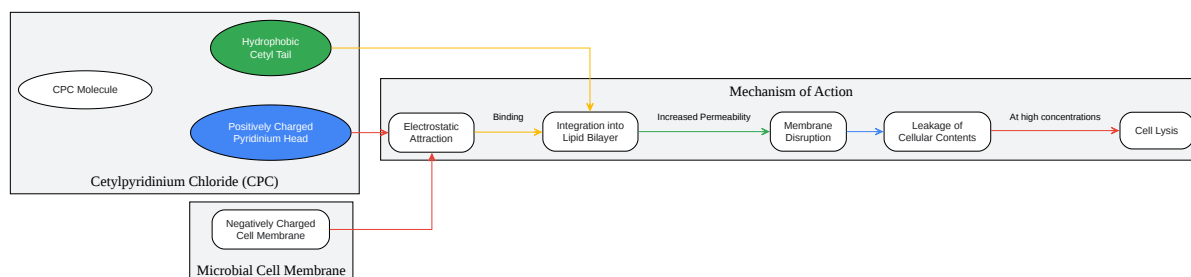 Hydrophobic
Cetyl Tail
CPC Molecule
Positively Charged
Pyridinium Head
Cetylpyridinium Chloride (CPC)
Negatively Charged
Cell Membrane
Microbial Cell Membrane
Mechanism of Action
Electrostatic
Attraction
Binding
Integration into
Lipid Bilayer
Increased Permeability
Membrane
Disruption
Leakage of
Cellular Contents
At high concentrations
Cell Lysis